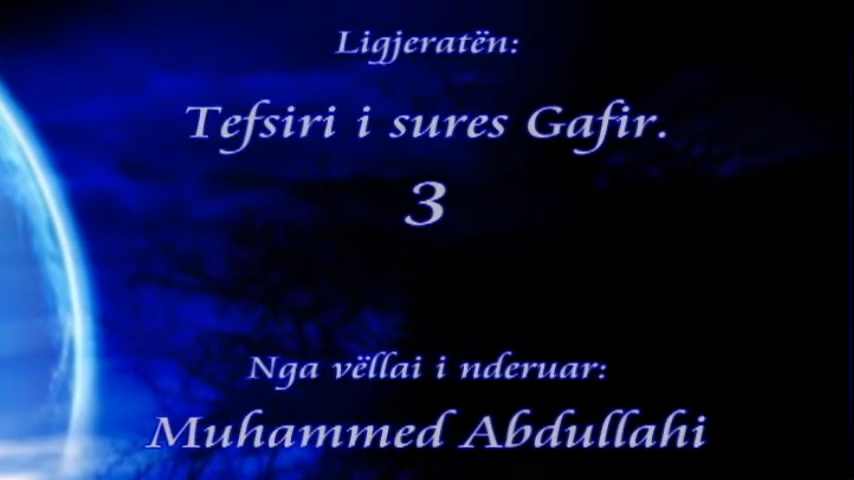 Ligjeratën:
Tefsiri i sures Gafir.
3
Nga vëllai i nderuar:
Muhammed Abdullahi